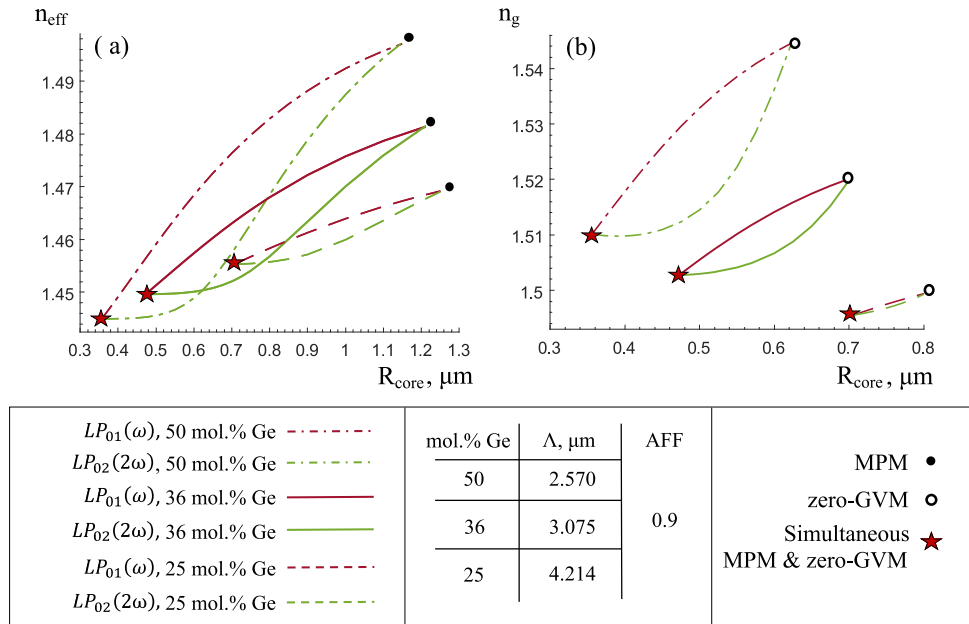 n_eff
( a)
1.49
1.48
1.47
1.46
1.45
0.3 0.4 0.5 0.6 0.7 0.8 0.9 1 1.1 1.2 1.3
R_core, μm
n_g
(b)
1.54
1.53
1.52
1.51
1.5
0.3 0.4 0.5 0.6 0.7 0.8
R_core, μm
LP₀₁(ω), 50 mol.% Ge
LP₀₂(2ω), 50 mol.% Ge
LP₀₁(ω), 36 mol.% Ge
LP₀₂(2ω), 36 mol.% Ge
LP₀₁(ω), 25 mol.% Ge
LP₀₂(2ω), 25 mol.% Ge
mol.% Ge Λ, μm AFF
50 2.570
36 3.075 0.9
25 4.214
MPM
zero-GVM
Simultaneous
MPM & zero-GVM